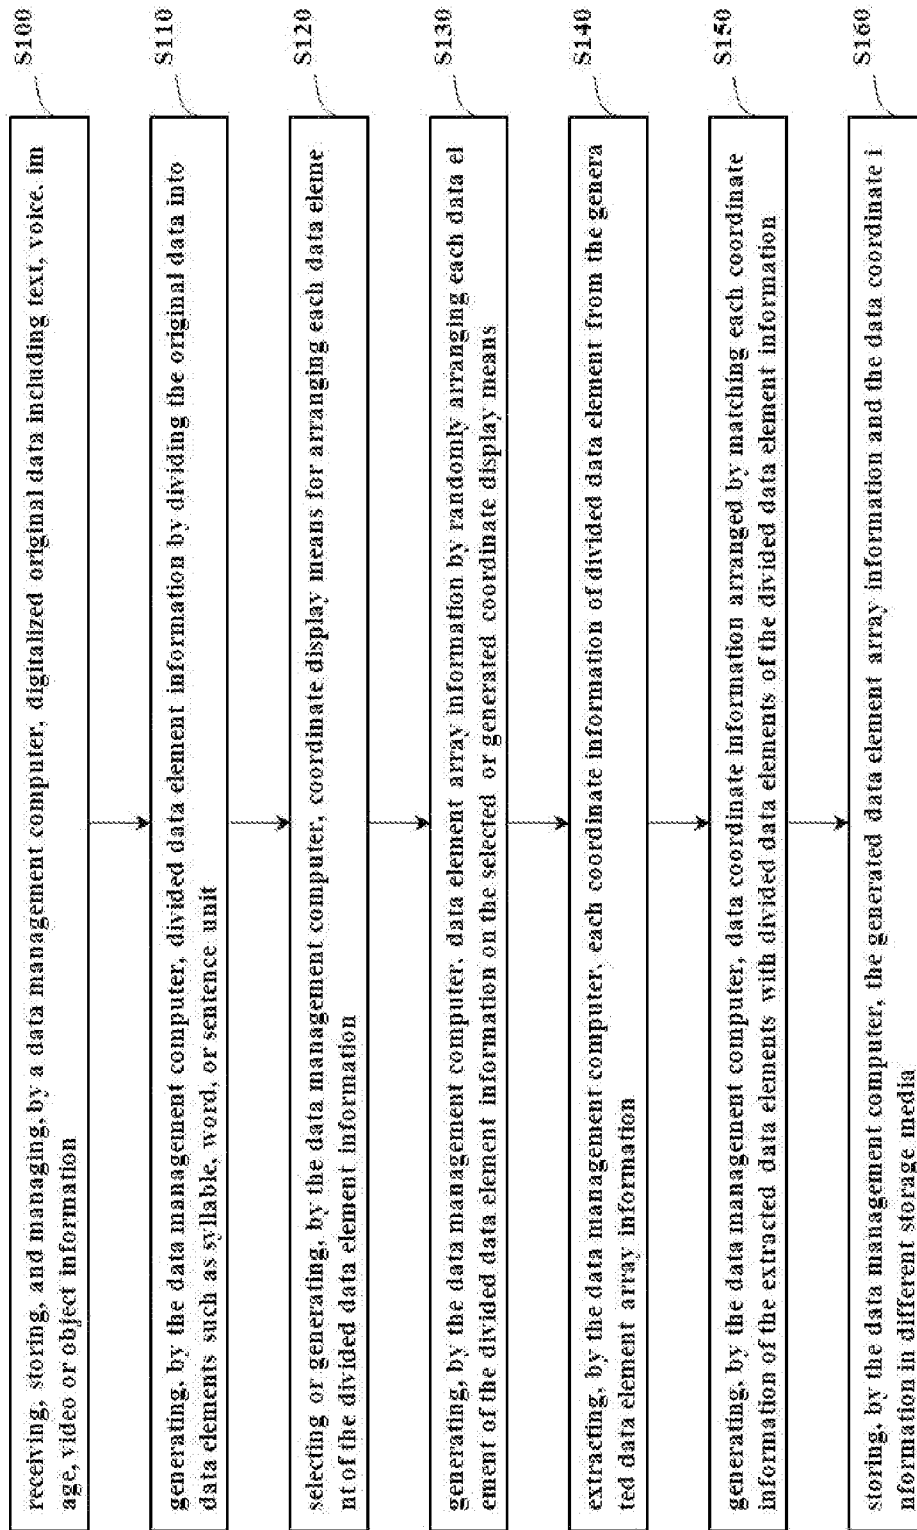 S100
receiving, storing, and managing, by a data management computer, digitalized original data including text, voice, im
age, video or object information
S110
generating, by the data management computer, divided data element information by dividing the original data into
data elements such as syllable, word, or sentence unit
S120
selecting or generating, by the data management computer, coordinate display means for arranging each data eleme
nt of the divided data element information
S130
generating, by the data management computer, data element array information by randomly arranging each data el
ement of the divided data element information on the selected or generated coordinate display means
S140
extracting, by the data management computer, each coordinate information of divided data element from the genera
ted data element array information
S150
generating, by the data management computer, data coordinate information arranged by matching each coordinate
information of the extracted data elements with divided data elements of the divided data element information
S160
storing, by the data management computer, the generated data element array information and the data coordinate i
nformation in different storage media